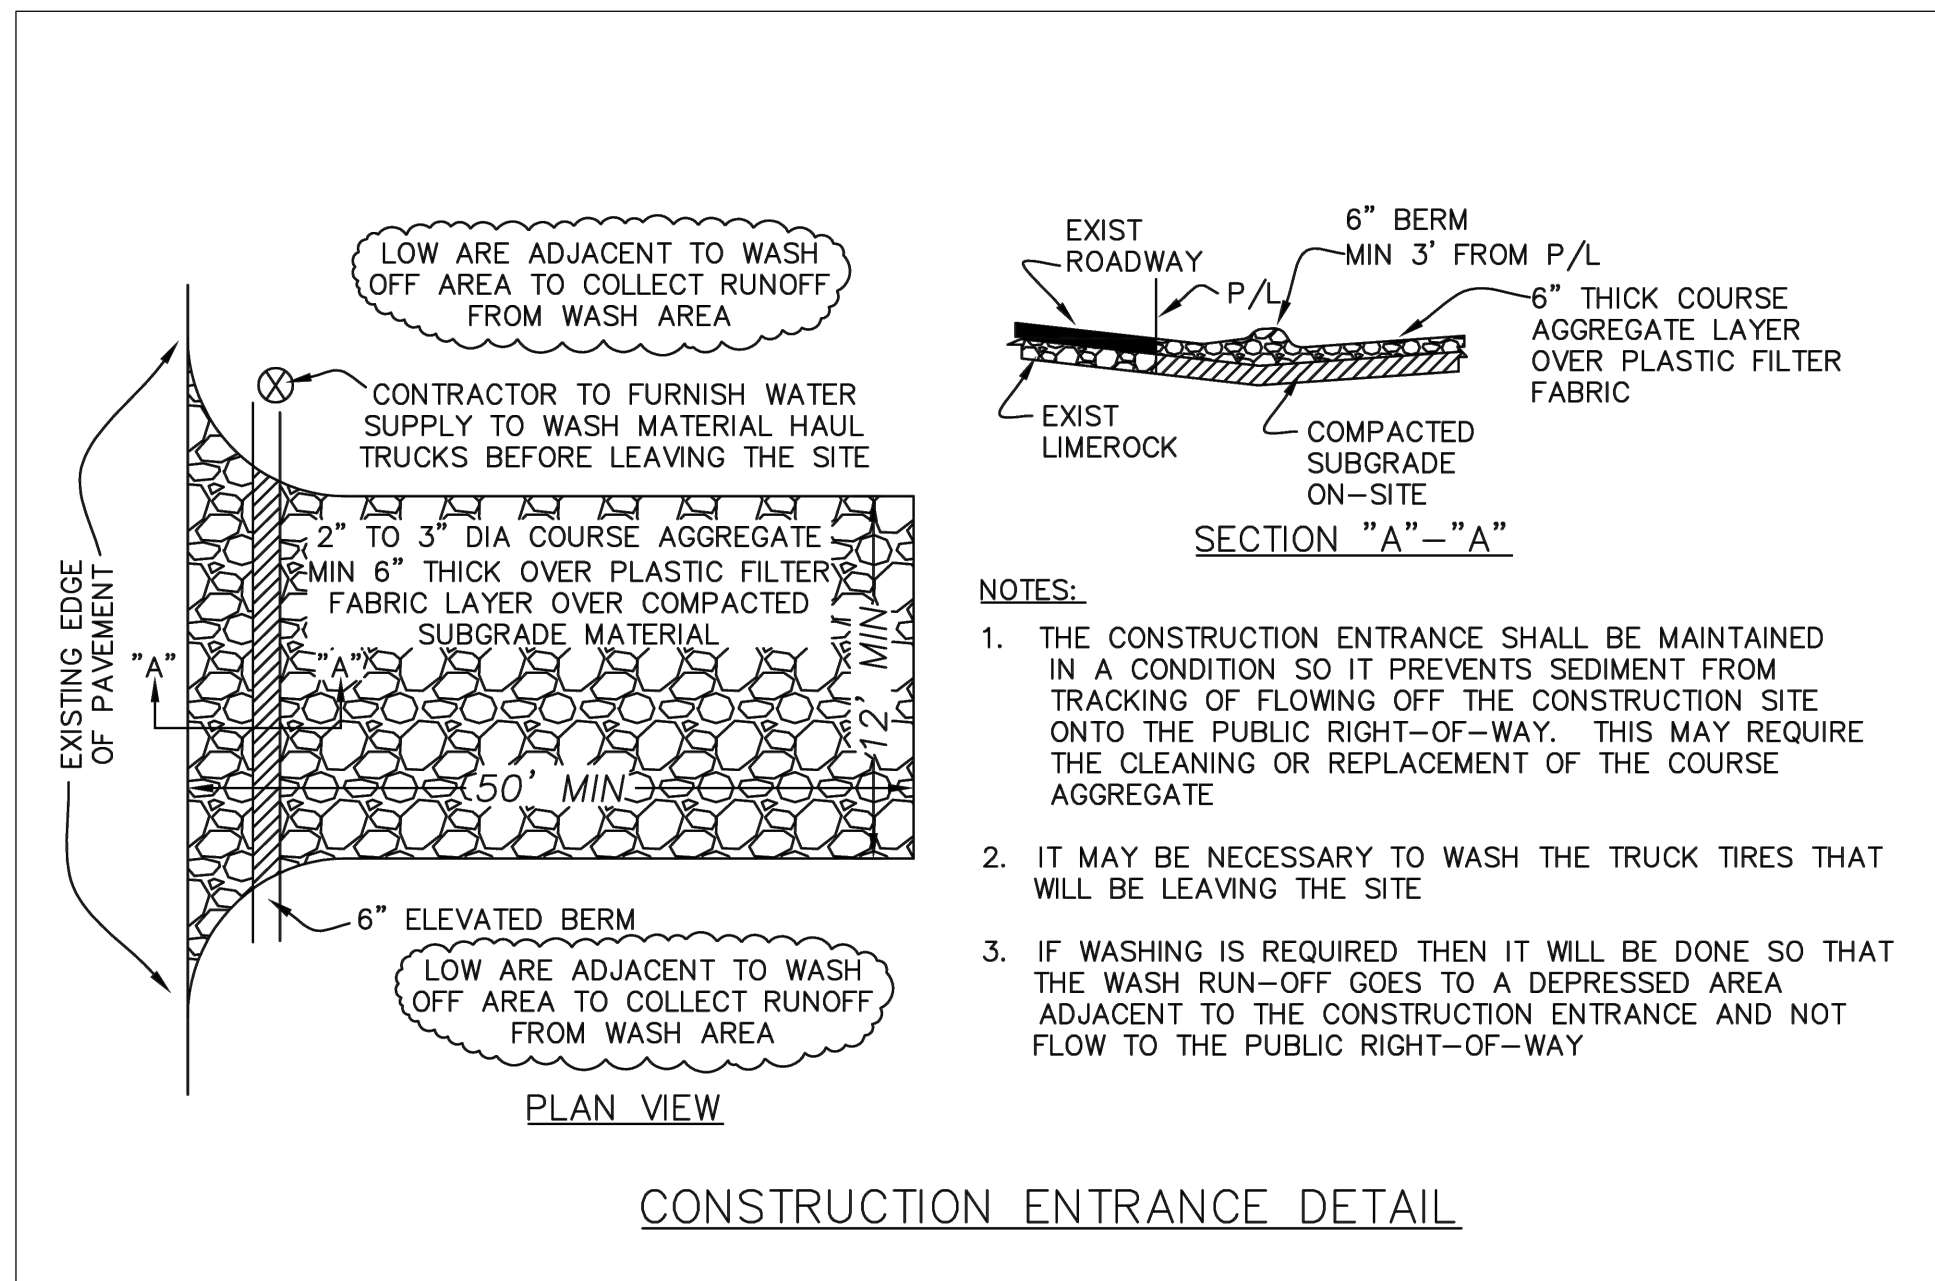 LOW ARE ADJACENT TO WASH
OFF AREA TO COLLECT RUNOFF
FROM WASH AREA
CONTRACTOR TO FURNISH WATER
SUPPLY TO WASH MATERIAL HAUL
TRUCKS BEFORE LEAVING THE SITE
2” TO 3” DIA COURSE AGGREGATE
MIN 6” THICK OVER PLASTIC FILTER
FABRIC LAYER OVER COMPACTED
SUBGRADE MATERIAL
EXISTING EDGE
OF PAVEMENT
”A”
”A”
12’ MIN
50’ MIN
6” ELEVATED BERM
LOW ARE ADJACENT TO WASH
OFF AREA TO COLLECT RUNOFF
FROM WASH AREA
PLAN VIEW
EXIST
ROADWAY
P/L
6” BERM
MIN 3’ FROM P/L
6” THICK COURSE
AGGREGATE LAYER
OVER PLASTIC FILTER
FABRIC
EXIST
LIMEROCK
COMPACTED
SUBGRADE
ON–SITE
SECTION ”A”–”A”
NOTES:
1. THE CONSTRUCTION ENTRANCE SHALL BE MAINTAINED
IN A CONDITION SO IT PREVENTS SEDIMENT FROM
TRACKING OF FLOWING OFF THE CONSTRUCTION SITE
ONTO THE PUBLIC RIGHT–OF–WAY. THIS MAY REQUIRE
THE CLEANING OR REPLACEMENT OF THE COURSE
AGGREGATE
2. IT MAY BE NECESSARY TO WASH THE TRUCK TIRES THAT
WILL BE LEAVING THE SITE
3. IF WASHING IS REQUIRED THEN IT WILL BE DONE SO THAT
THE WASH RUN–OFF GOES TO A DEPRESSED AREA
ADJACENT TO THE CONSTRUCTION ENTRANCE AND NOT
FLOW TO THE PUBLIC RIGHT–OF–WAY
CONSTRUCTION ENTRANCE DETAIL